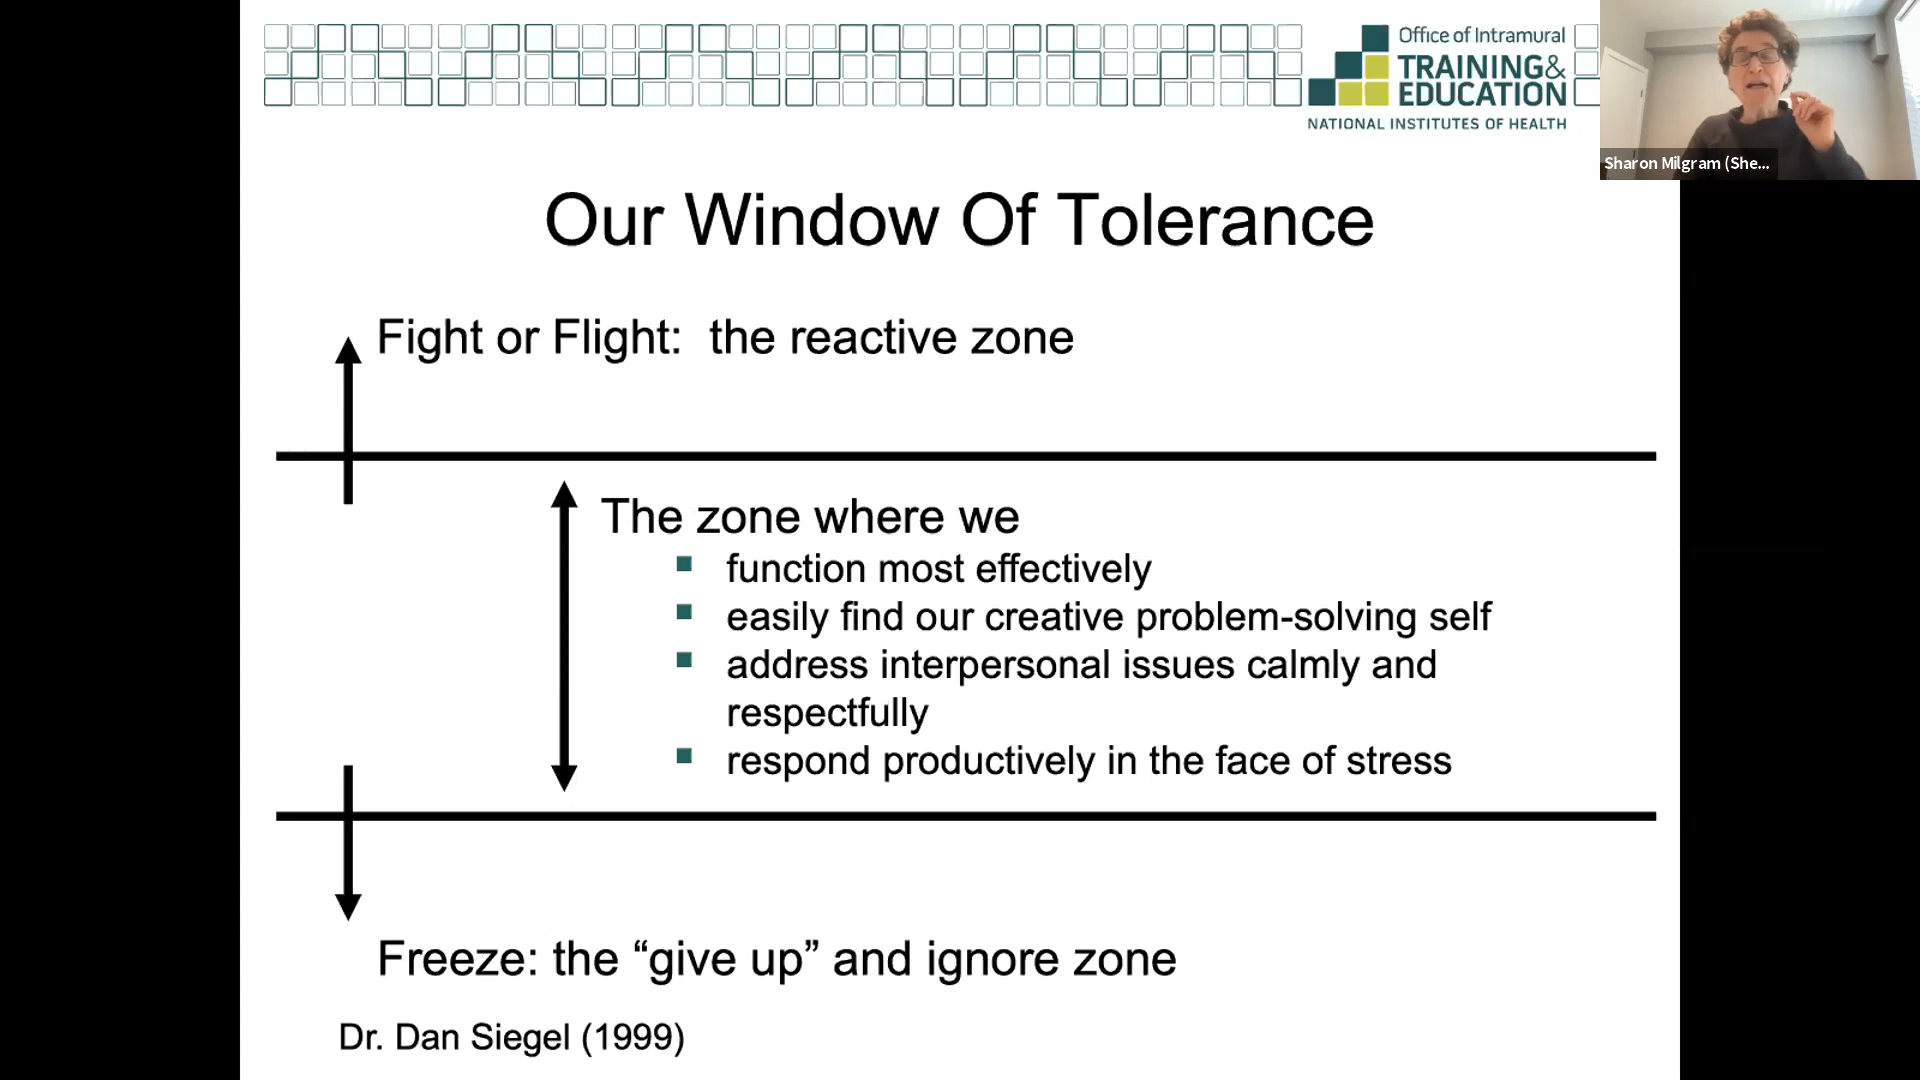 Office of Intramural
TRAINING&
EDUCATION
NATIONAL INSTITUTES OF HEALTH
Sharon Milgram (She...
Our Window Of Tolerance
Fight or Flight:  the reactive zone
The zone where we
function most effectively
easily find our creative problem-solving self
address interpersonal issues calmly and
respectfully
respond productively in the face of stress
Freeze: the “give up” and ignore zone
Dr. Dan Siegel (1999)